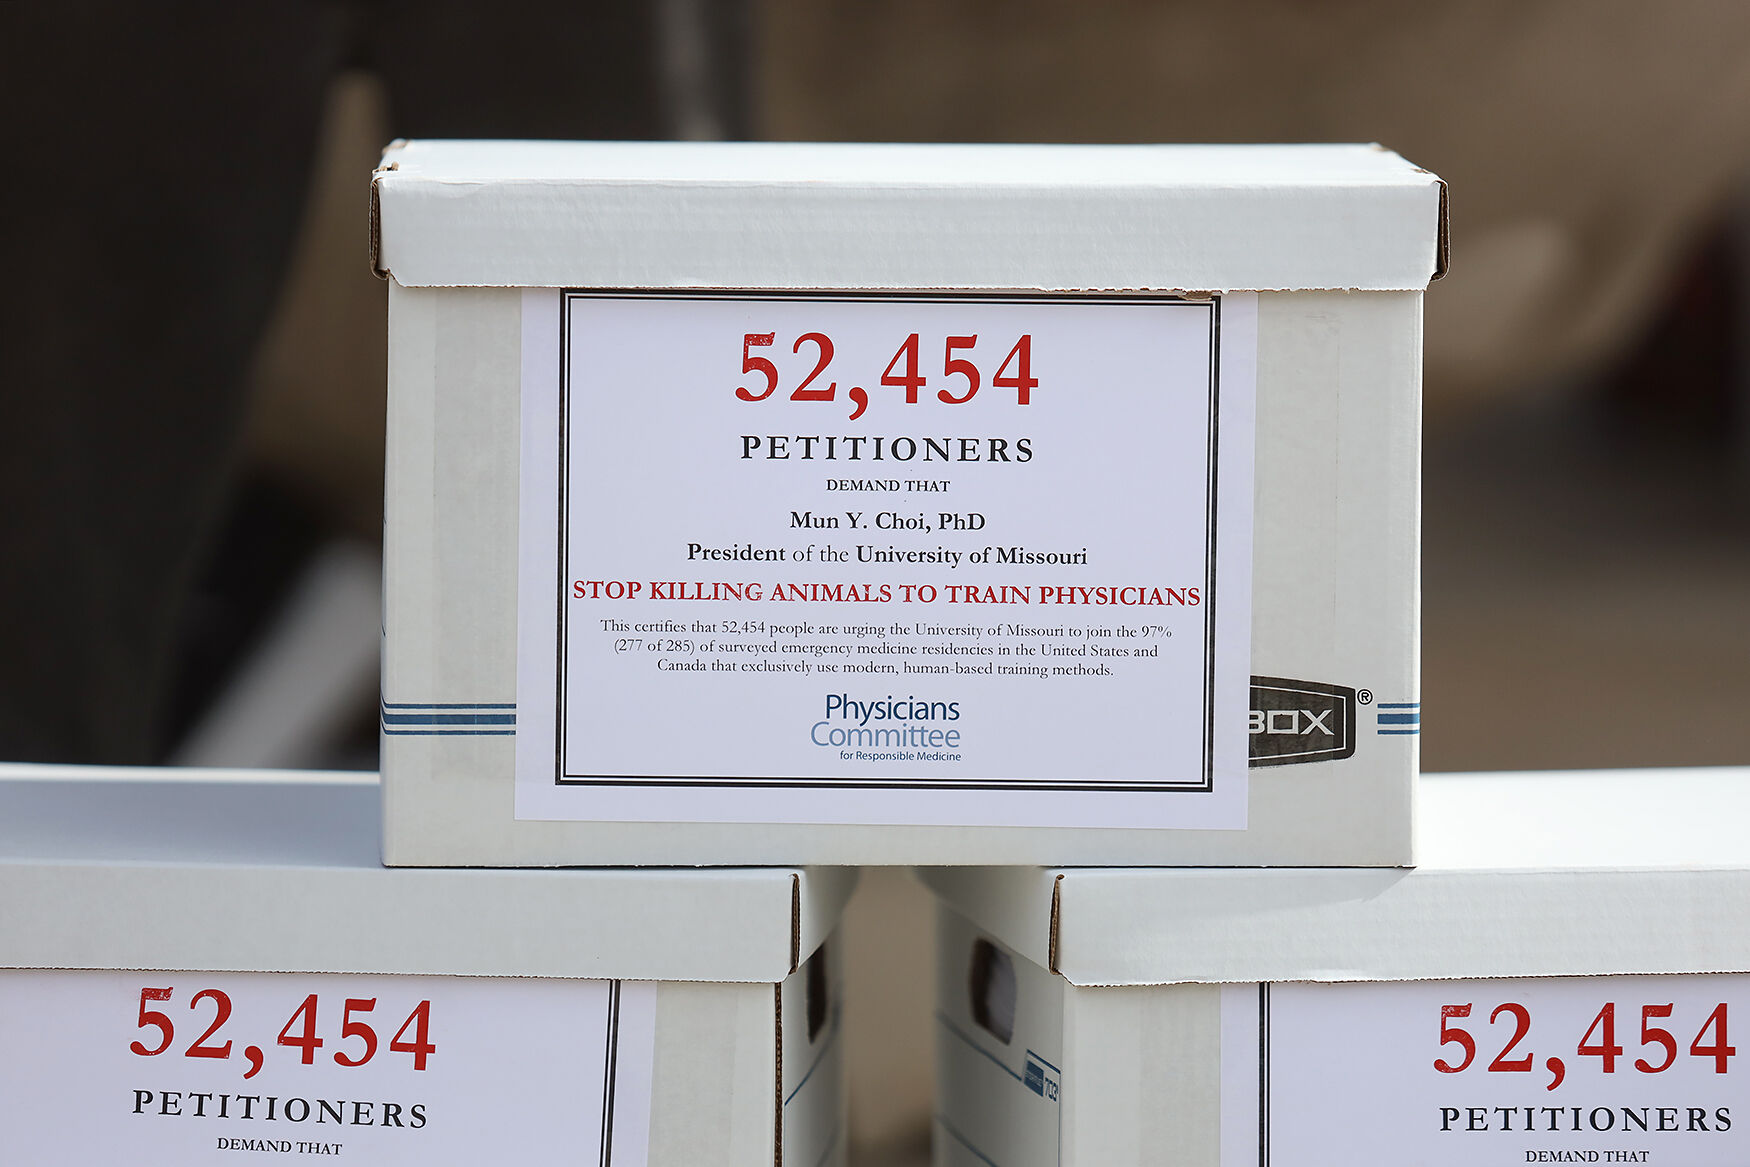 52,454
PETITIONERS
DEMAND THAT
Mun Y. Choi, PhD
President of the University of Missouri
STOP KILLING ANIMALS TO TRAIN PHYSICIANS
This certifies that 52,454 people are urging the University of Missouri to join the 97%
(277 of 285) of surveyed emergency medicine residencies in the United States and
Canada that exclusively use modern, human-based training methods.
Physicians
Committee
for Responsible Medicine
BOX®
52,454
PETITIONERS
DEMAND THAT
703
52,454
PETITIONERS
DEMAND THAT